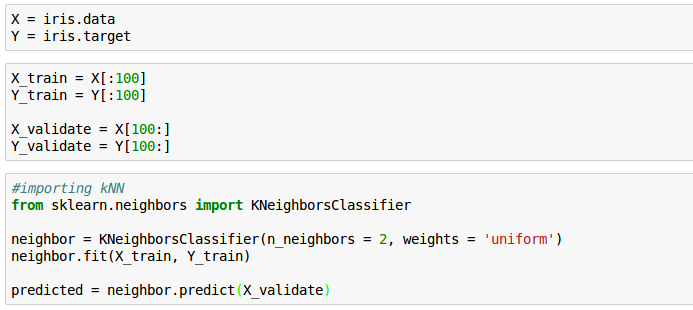 X = iris.data
Y = iris.target
X_train = X[:100]
Y_train = Y[:100]
X_validate = X[100:]
Y_validate = Y[100:]
#importing kNN
from sklearn.neighbors import KNeighborsClassifier
neighbor = KNeighborsClassifier(n_neighbors = 2, weights = 'uniform')
neighbor.fit(X_train, Y_train)
predicted = neighbor.predict(X_validate)